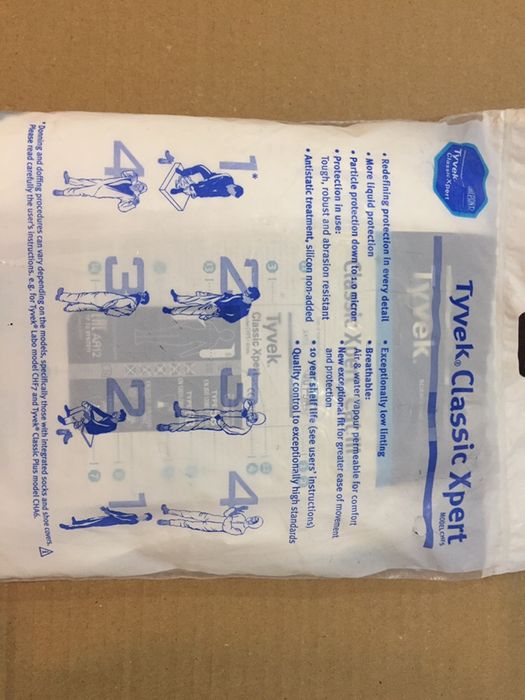 DUPONT
Tyvek
Classic Xpert
Tyvek® Classic Xpert
MODEL CHF5
Tyvek
• Redefining protection in every detail
• More liquid protection
• Particle protection down to 1.0 micron
• Protection in use:
Tough, robust and abrasion resistant
• Antistatic treatment, silicon non-added
• Exceptionally low linting
• Breathable:
Air & water vapour permeable for comfort
• New exceptional fit for greater ease of movement
and protection
• 10 year shelf life (see users' instructions)
• Quality control to exceptionally high standards
Tyvek
Classic Xpert
1*
2
3
4
4
3
2
1
* Donning and doffing procedures can vary depending on the models, specifically those with integrated socks and shoe covers.
Please read carefully the user's instructions. e.g. for Tyvek® Labo model CHF7 and Tyvek® Classic Plus model CHA6.